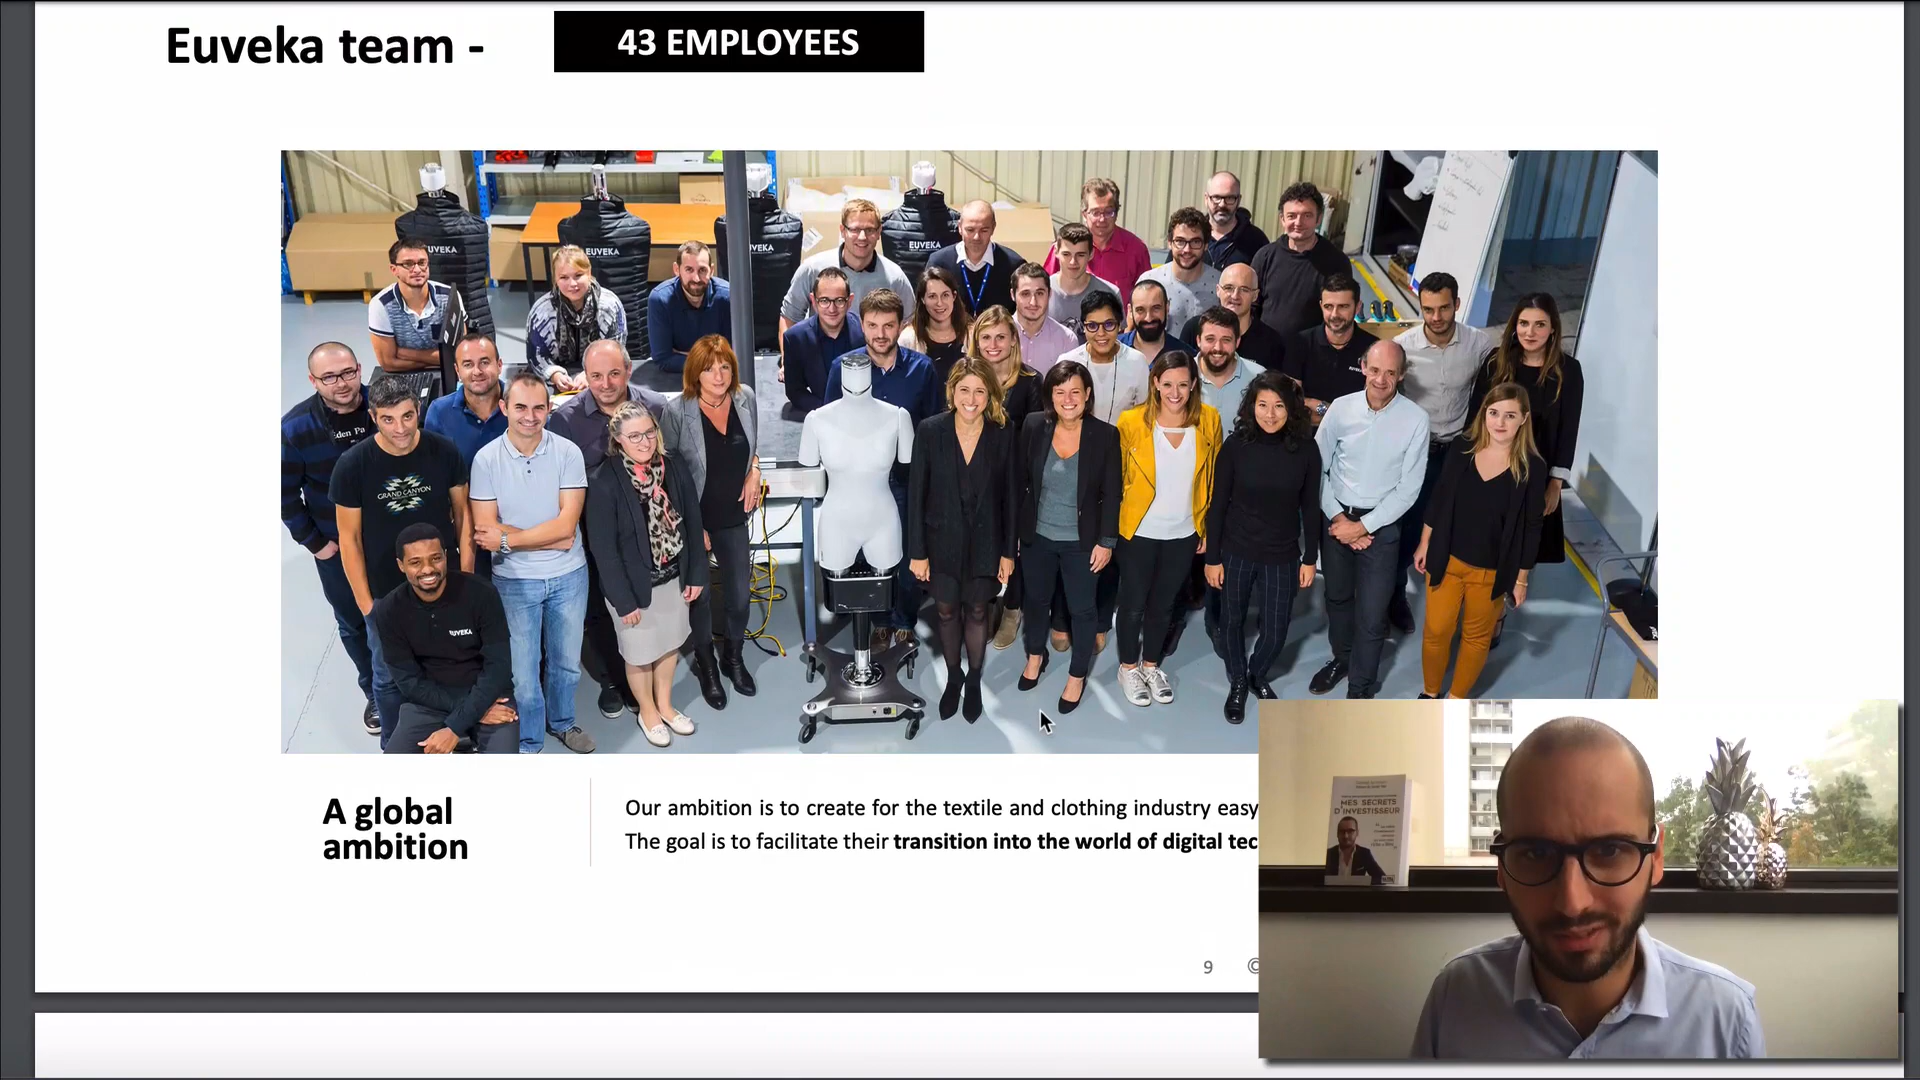 Euveka team -
43 EMPLOYEES
EUVEKA
EUVEKA
EUVEKA
EUVEKA
GRAND CANYON
EUVEKA
A global
ambition
Our ambition is to create for the textile and clothing industry easy
The goal is to facilitate their transition into the world of digital tec
9 ©
MES SECRETS
D'INVESTISSEUR